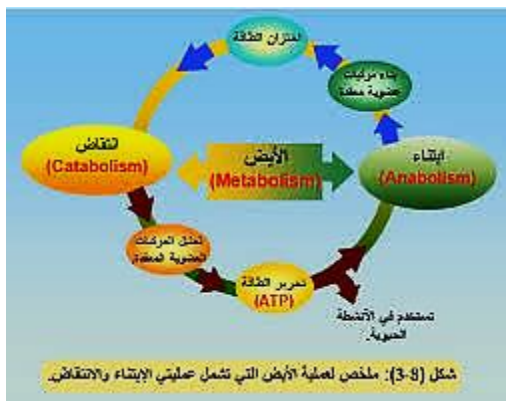 اختزان الطاقة
بناء مركبات
عضوية معقدة
انتقاض
(Catabolism)
الأيض
(Metabolism)
ابتناء
(Anabolism)
تحلل المركبات
العضوية المعقدة
تحرير الطاقة
(ATP)
تستخدم في الأنشطة
الحيوية.
شكل (8-3): ملخص لعملية الأيض التي تشمل عمليتي الإبتناء والانتقاض.